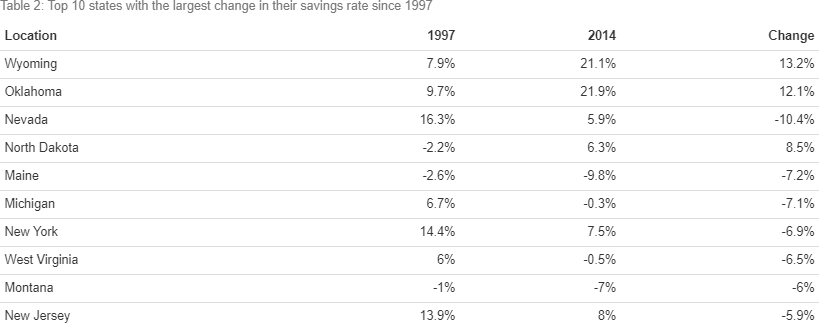 Table 2: Top 10 states with the largest change in their savings rate since 1997
Location 1997 2014 Change
Wyoming 7.9% 21.1% 13.2%
Oklahoma 9.7% 21.9% 12.1%
Nevada 16.3% 5.9% -10.4%
North Dakota -2.2% 6.3% 8.5%
Maine -2.6% -9.8% -7.2%
Michigan 6.7% -0.3% -7.1%
New York 14.4% 7.5% -6.9%
West Virginia 6% -0.5% -6.5%
Montana -1% -7% -6%
New Jersey 13.9% 8% -5.9%